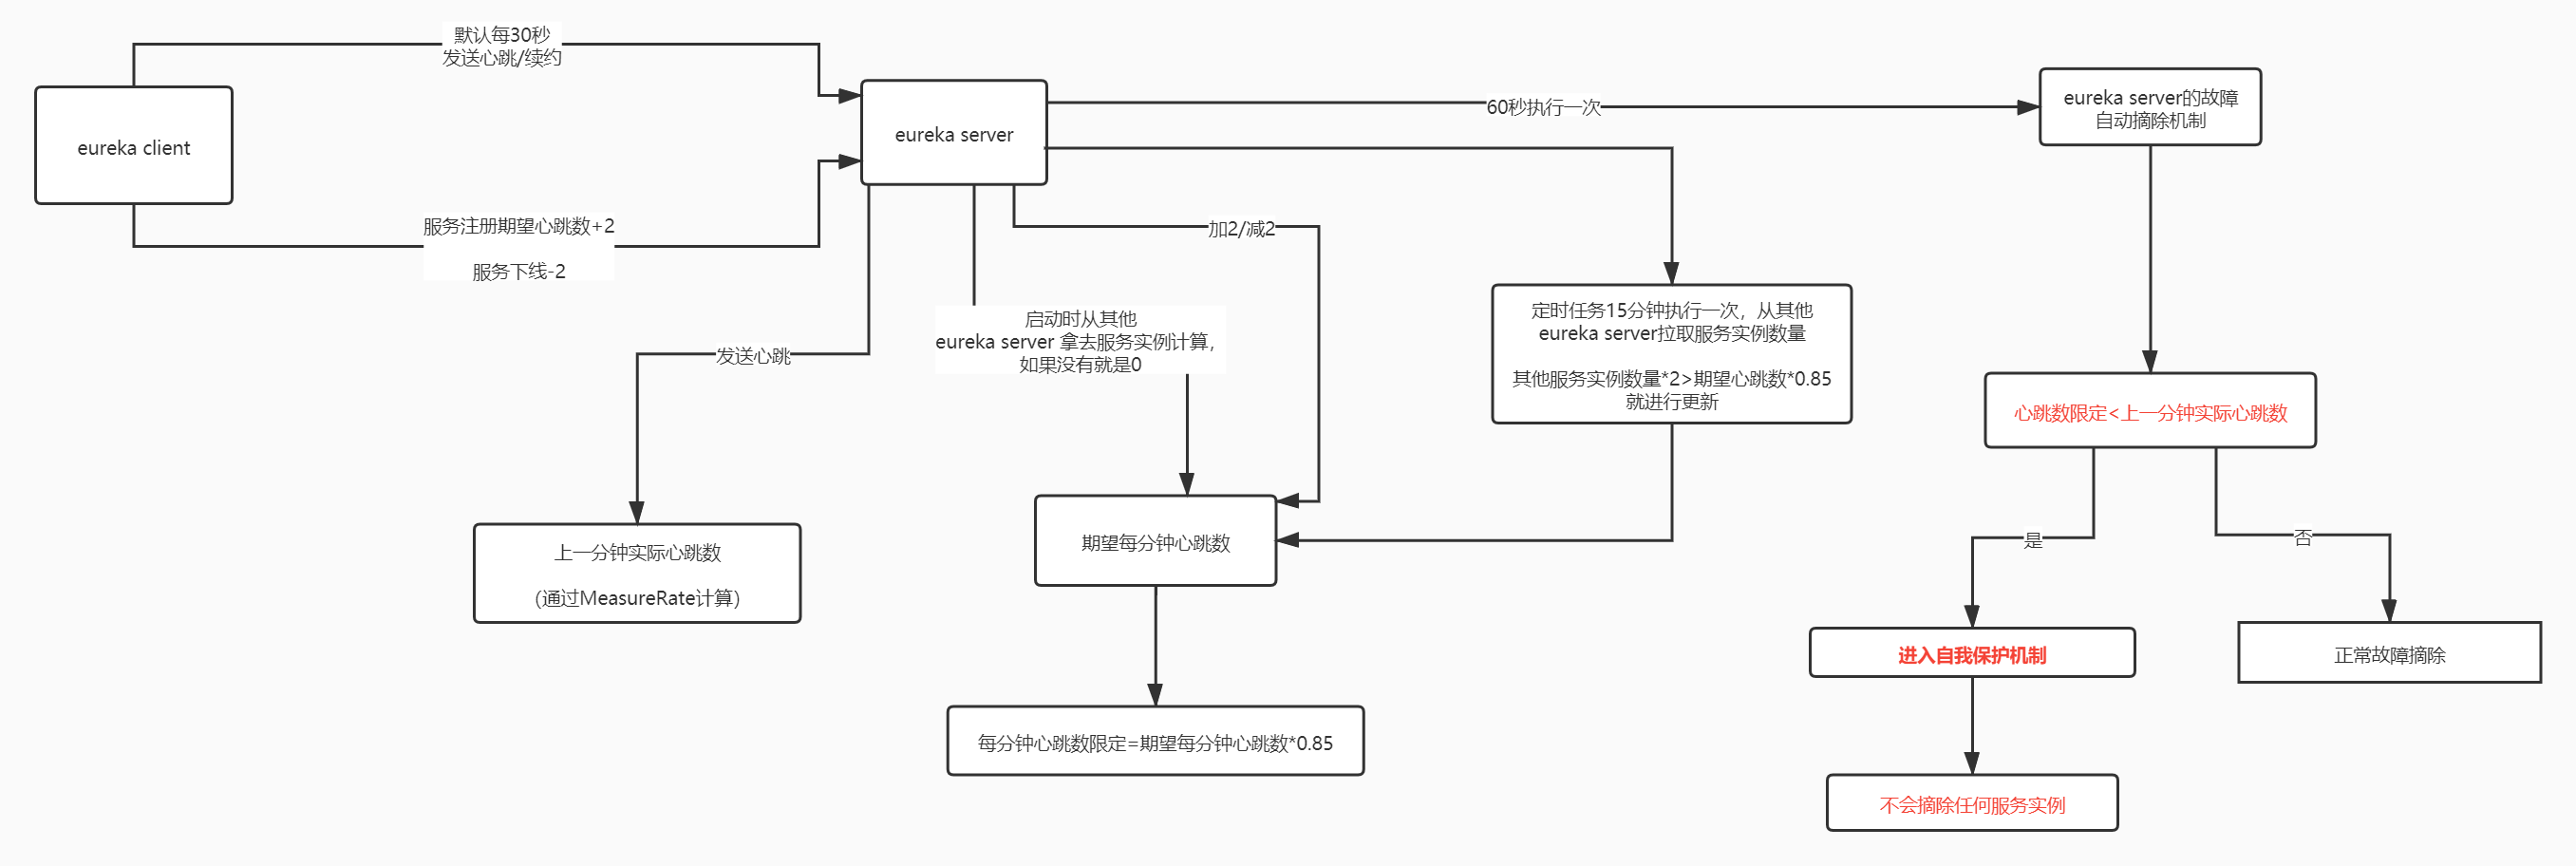 默认每30秒
发送心跳/续约
eureka client
服务注册期望心跳数+2
服务下线-2
eureka server
60秒执行一次
eureka server的故障
自动摘除机制
加2/减2
启动时从其他
eureka server 拿去服务实例计算，
如果没有就是0
发送心跳
定时任务15分钟执行一次，从其他
eureka server拉取服务实例数量
其他服务实例数量*2>期望心跳数*0.85
就进行更新
心跳数限定<上一分钟实际心跳数
上一分钟实际心跳数
（通过MeasureRate计算）
期望每分钟心跳数
是
否
进入自我保护机制
正常故障摘除
每分钟心跳数限定=期望每分钟心跳数*0.85
不会摘除任何服务实例